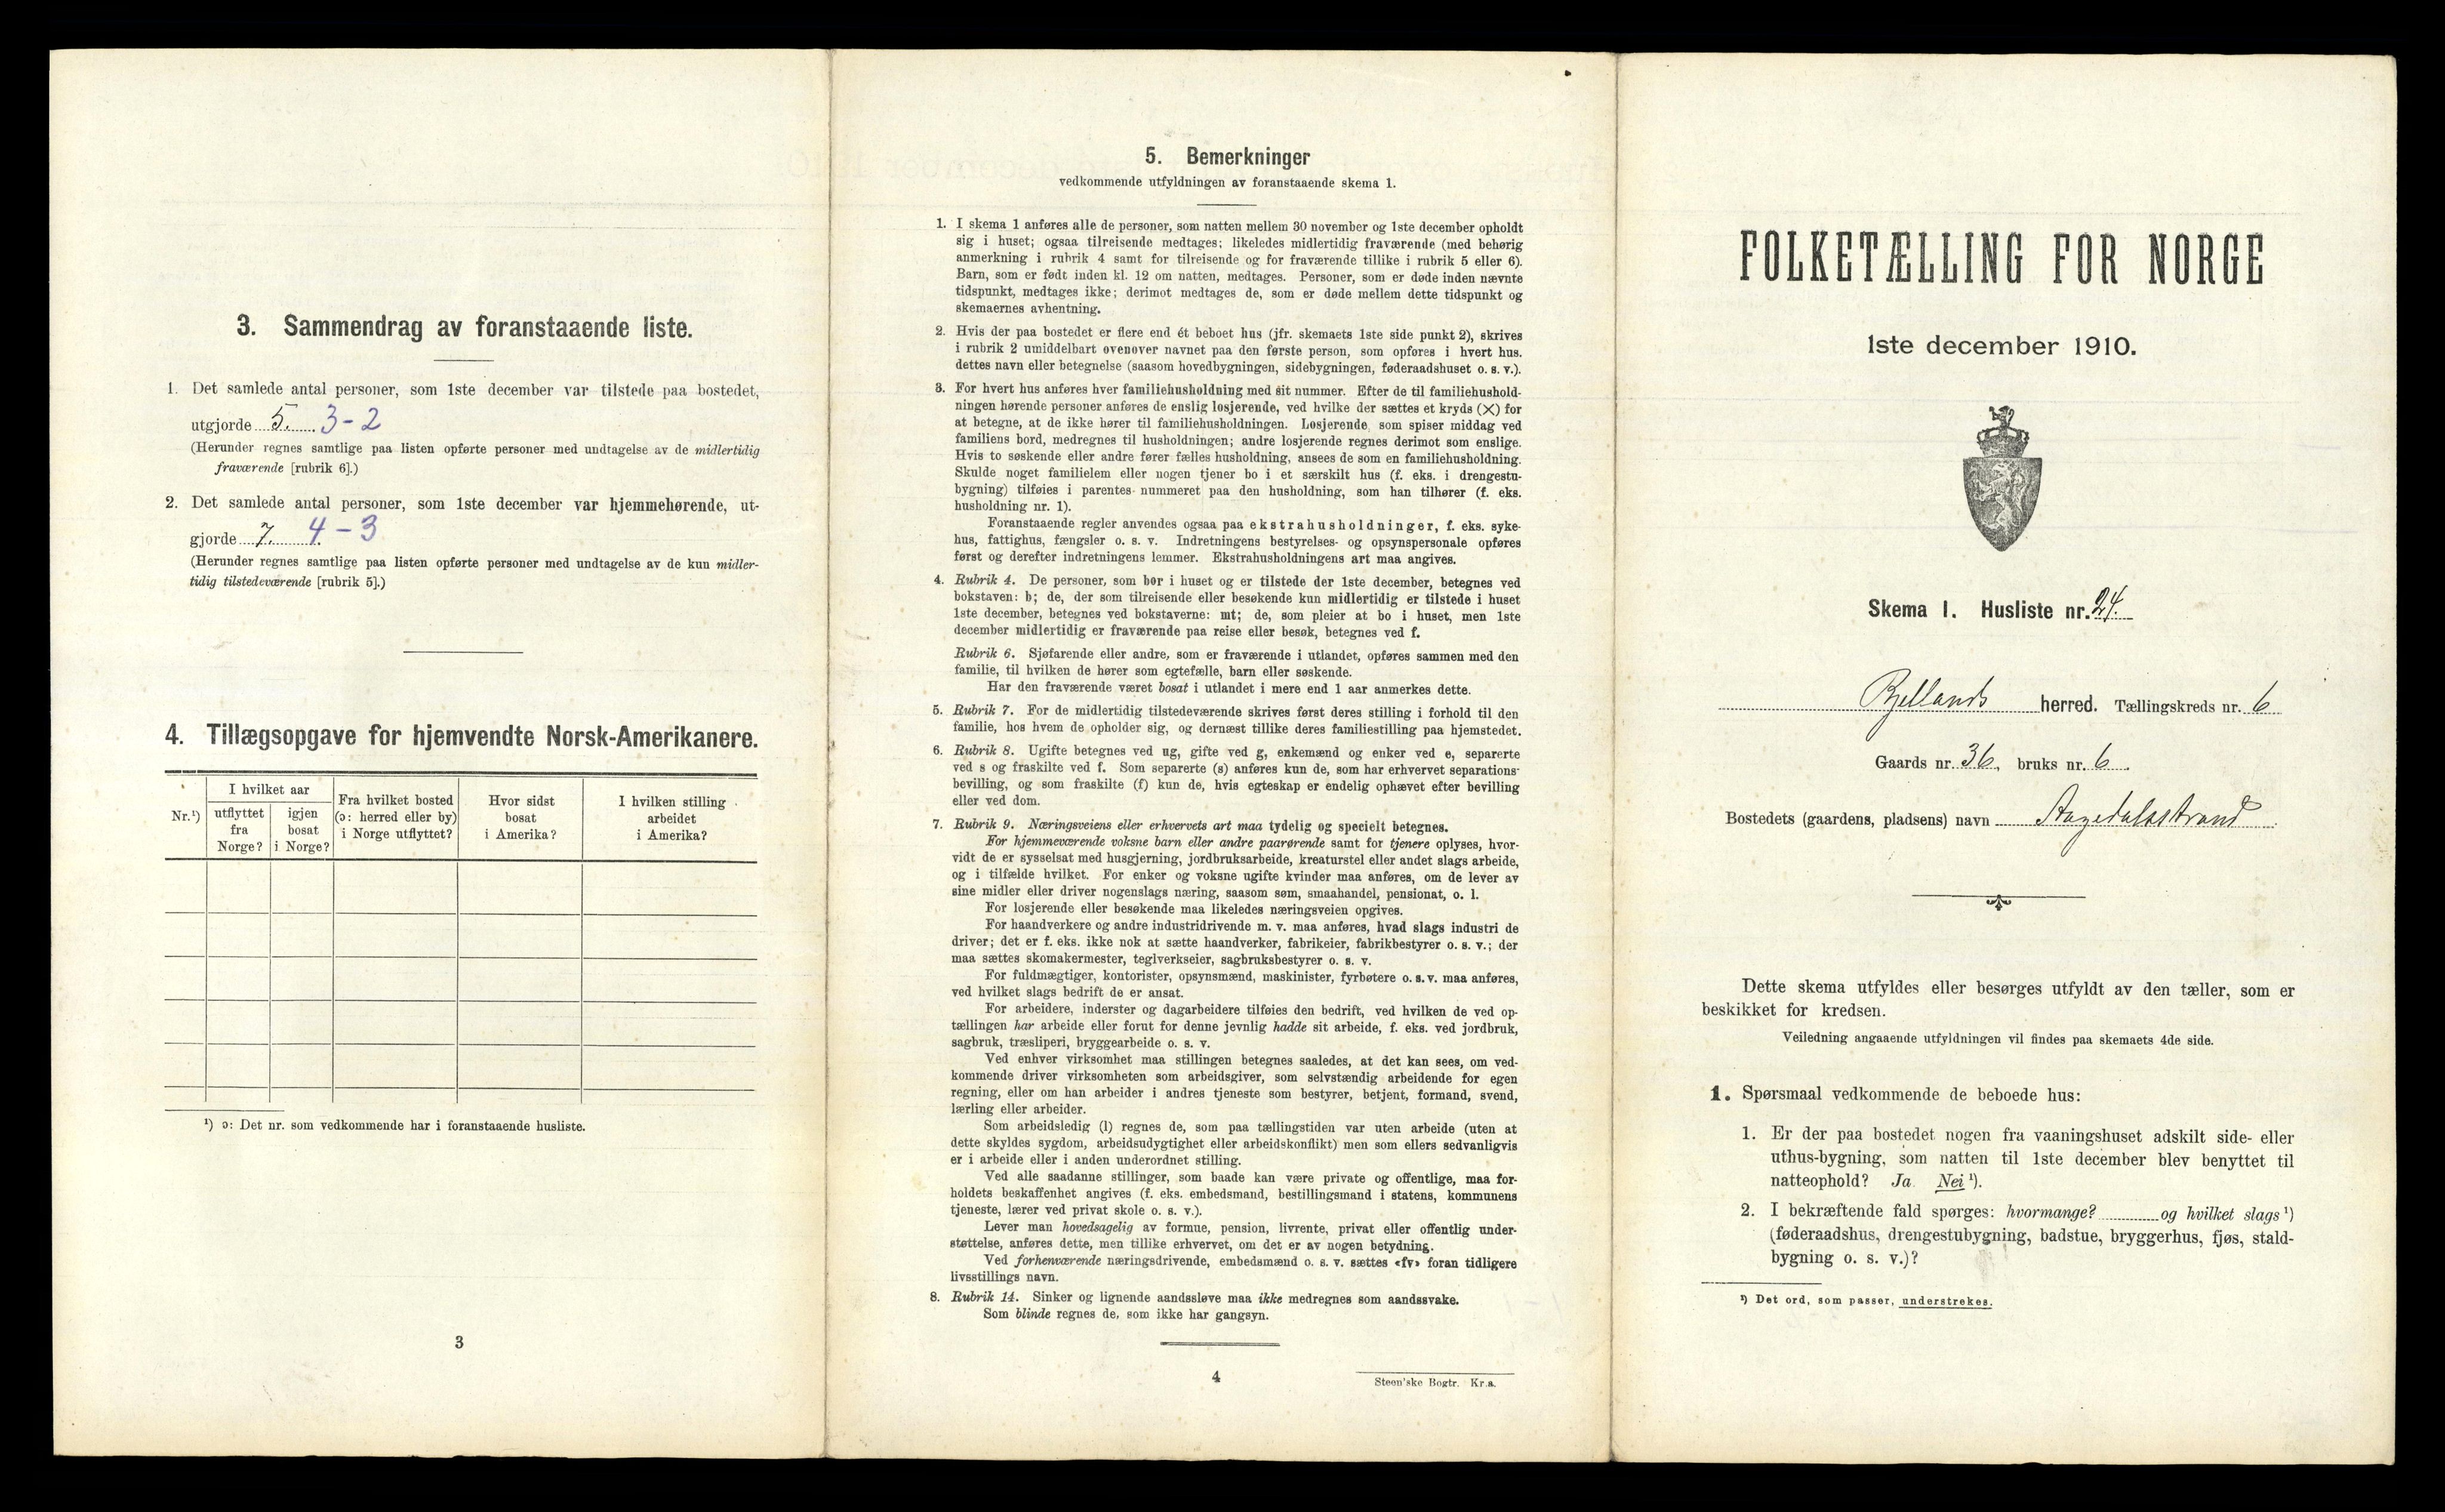 3. Sammendrag av foranstaaende liste.
1. Det samlede antal personer, som 1ste december var tilstede paa bostedet,
utgjorde 5. 3-2
(Herunder regnes samtlige paa listen opførte personer med undtagelse av de midlertidig
fraværende [rubrik 6].)
2. Det samlede antal personer, som 1ste december var hjemmehørende, ut-
gjorde 7. 4-3
(Herunder regnes samtlige paa listen opførte personer med undtagelse av de kun midler-
tidig tilstedeværende [rubrik 5].)
4. Tillægsopgave for hjemvendte Norsk-Amerikanere.
Nr.¹)
I hvilket aar
utflyttet
fra
Norge?
igjen
bosat
i Norge?
Fra hvilket bosted
(ɔ: herred eller by)
i Norge utflyttet?
Hvor sidst
bosat
i Amerika?
I hvilken stilling
arbeidet
i Amerika?
¹) ɔ: Det nr. som vedkommende har i foranstaaende husliste.
3
5. Bemerkninger
vedkommende utfyldningen av foranstaaende skema 1.
1. I skema 1 anføres alle de personer, som natten mellem 30 november og 1ste december opholdt
sig i huset; ogsaa tilreisende medtages; likeledes midlertidig fraværende (med behørig
anmerkning i rubrik 4 samt for tilreisende og for fraværende tillike i rubrik 5 eller 6).
Barn, som er født inden kl. 12 om natten, medtages. Personer, som er døde inden nævnte
tidspunkt, medtages ikke; derimot medtages de, som er døde mellem dette tidspunkt og
skemaernes avhentning.
2. Hvis der paa bostedet er flere end ét beboet hus (jfr. skemaets 1ste side punkt 2), skrives
i rubrik 2 umiddelbart ovenover navnet paa den første person, som opføres i hvert hus.
dettes navn eller betegnelse (saasom hovedbygningen, sidebygningen, føderaadshuset o. s. v.).
3. For hvert hus anføres hver familiehusholdning med sit nummer. Efter de til familiehushold-
ningen hørende personer anføres de enslig losjerende, ved hvilke der sættes et kryds (×) for
at betegne, at de ikke hører til familiehusholdningen. Losjerende, som spiser middag ved
familiens bord, medregnes til husholdningen; andre losjerende regnes derimot som enslige.
Hvis to søskende eller andre fører fælles husholdning, ansees de som en familiehusholdning.
Skulde noget familielem eller nogen tjener bo i et særskilt hus (f. eks. i drengestu-
bygning) tilføies i parentes nummeret paa den husholdning, som han tilhører (f. eks.
husholdning nr. 1).
Foranstaaende regler anvendes ogsaa paa ekstrahusholdninger, f. eks. syke-
hus, fattighus, fængsler o. s. v. Indretningens bestyrelses- og opsynspersonale opføres
først og derefter indretningens lemmer. Ekstrahusholdningens art maa angives.
4. Rubrik 4. De personer, som bor i huset og er tilstede der 1ste december, betegnes ved
bokstaven: b; de, der som tilreisende eller besøkende kun midlertidig er tilstede i huset
1ste december, betegnes ved bokstaverne: mt; de, som pleier at bo i huset, men 1ste
december midlertidig er fraværende paa reise eller besøk, betegnes ved f.
Rubrik 6. Sjøfarende eller andre, som er fraværende i utlandet, opføres sammen med den
familie, til hvilken de hører som egtefælle, barn eller søskende.
Har den fraværende været bosat i utlandet i mere end 1 aar anmerkes dette.
5. Rubrik 7. For de midlertidig tilstedeværende skrives først deres stilling i forhold til den
familie, hos hvem de opholder sig, og dernæst tillike deres familiestilling paa hjemstedet.
6. Rubrik 8. Ugifte betegnes ved ug, gifte ved g, enkemænd og enker ved e, separerte
ved s og fraskilte ved f. Som separerte (s) anføres kun de, som har erhvervet separations-
bevilling, og som fraskilte (f) kun de, hvis egteskap er endelig ophævet efter bevilling
eller ved dom.
7. Rubrik 9. Næringsveiens eller erhvervets art maa tydelig og specielt betegnes.
For hjemmeværende voksne barn eller andre paarørende samt for tjenere oplyses, hvor-
vidt de er sysselsat med husgjerning, jordbruksarbeide, kreaturstel eller andet slags arbeide,
og i tilfælde hvilket. For enker og voksne ugifte kvinder maa anføres, om de lever av
sine midler eller driver nogenslags næring, saasom søm, smaahandel, pensionat, o. l.
For losjerende eller besøkende maa likeledes næringsveien opgives.
For haandverkere og andre industridrivende m. v. maa anføres, hvad slags industri de
driver; det er f. eks. ikke nok at sætte haandverker, fabrikeier, fabrikbestyrer o. s. v.; der
maa sættes skomakermester, teglverkseier, sagbruksbestyrer o. s. v.
For fuldmægtiger, kontorister, opsynsmænd, maskinister, fyrbøtere o. s. v. maa anføres,
ved hvilket slags bedrift de er ansat.
For arbeidere, inderster og dagarbeidere tilføies den bedrift, ved hvilken de ved op-
tællingen har arbeide eller forut for denne jevnlig hadde sit arbeide, f. eks. ved jordbruk,
sagbruk, træsliperi, bryggearbeide o. s. v.
Ved enhver virksomhet maa stillingen betegnes saaledes, at det kan sees, om ved-
kommende driver virksomheten som arbeidsgiver, som selvstændig arbeidende for egen
regning, eller om han arbeider i andres tjeneste som bestyrer, betjent, formand, svend,
lærling eller arbeider.
Som arbeidsledig (l) regnes de, som paa tællingstiden var uten arbeide (uten at
dette skyldes sygdom, arbeidsudygtighet eller arbeidskonflikt) men som ellers sedvanligvis
er i arbeide eller i anden underordnet stilling.
Ved alle saadanne stillinger, som baade kan være private og offentlige, maa for-
holdets beskaffenhet angives (f. eks. embedsmand, bestillingsmand i statens, kommunens
tjeneste, lærer ved privat skole o. s. v.).
Lever man hovedsagelig av formue, pension, livrente, privat eller offentlig under-
støttelse, anføres dette, men tillike erhvervet, om det er av nogen betydning.
Ved forhenværende næringsdrivende, embedsmænd o. s. v. sættes «fv» foran tidligere
livsstillings navn.
8. Rubrik 14. Sinker og lignende aandssløve maa ikke medregnes som aandssvake.
Som blinde regnes de, som ikke har gangsyn.
4
Steen'ske Bogtr. Kr.a.
FOLKETÆLLING FOR NORGE
1ste december 1910.
Skema I. Husliste nr. 24.
Bjellands herred. Tællingskreds nr. 6
Gaards nr. 36, bruks nr. 6.
Bostedets (gaardens, pladsens) navn Aagedalsstrand
Dette skema utfyldes eller besørges utfyldt av den tæller, som er
beskikket for kredsen.
Veiledning angaaende utfyldningen vil findes paa skemaets 4de side.
1. Spørsmaal vedkommende de beboede hus:
1. Er der paa bostedet nogen fra vaaningshuset adskilt side- eller
uthus-bygning, som natten til 1ste december blev benyttet til
natteophold? Ja. Nei ¹).
2. I bekræftende fald spørges: hvormange? og hvilket slags ¹)
(føderaadshus, drengestubygning, badstue, bryggerhus, fjøs, stald-
bygning o. s. v.)?
¹) Det ord, som passer, understrekes.